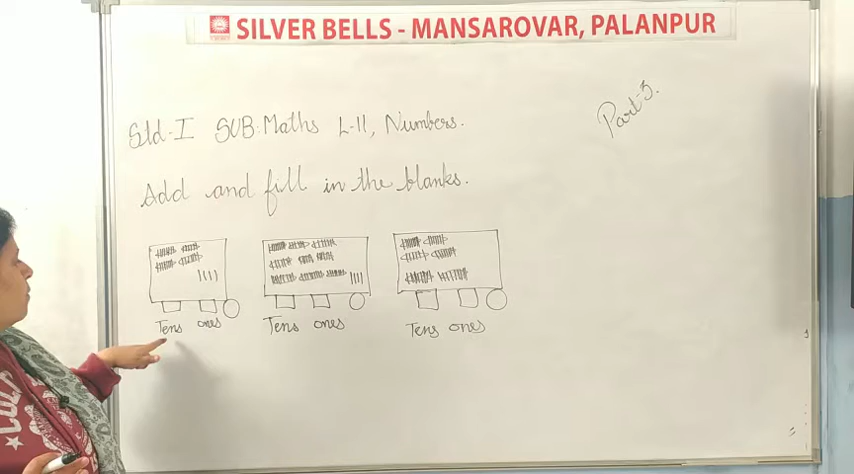 SILVER BELLS - MANSAROVAR, PALANPUR
Part-3.
Std-I SUB:Maths L-11, Numbers.
Add and fill in the blanks.
Tens ones Tens ones Tens ones